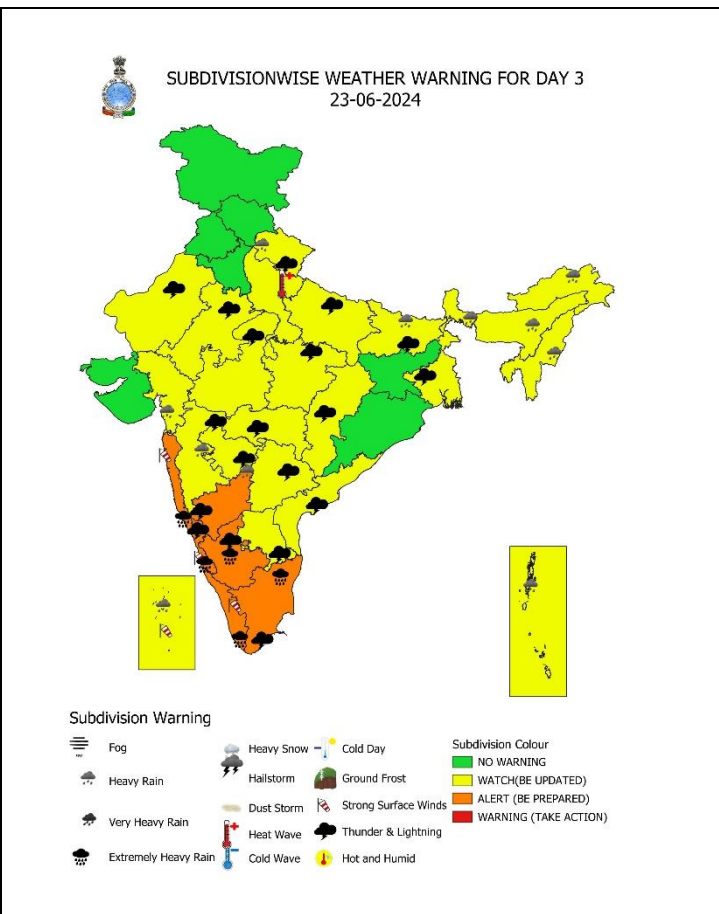 SUBDIVISIONWISE WEATHER WARNING FOR DAY 3
23-06-2024
Subdivision Warning
Fog
Heavy Rain
Very Heavy Rain
Extremely Heavy Rain
Heavy Snow
Hailstorm
Dust Storm
Heat Wave
Cold Wave
Cold Day
Ground Frost
Strong Surface Winds
Thunder & Lightning
Hot and Humid
Subdivision Colour
NO WARNING
WATCH(BE UPDATED)
ALERT (BE PREPARED)
WARNING (TAKE ACTION)